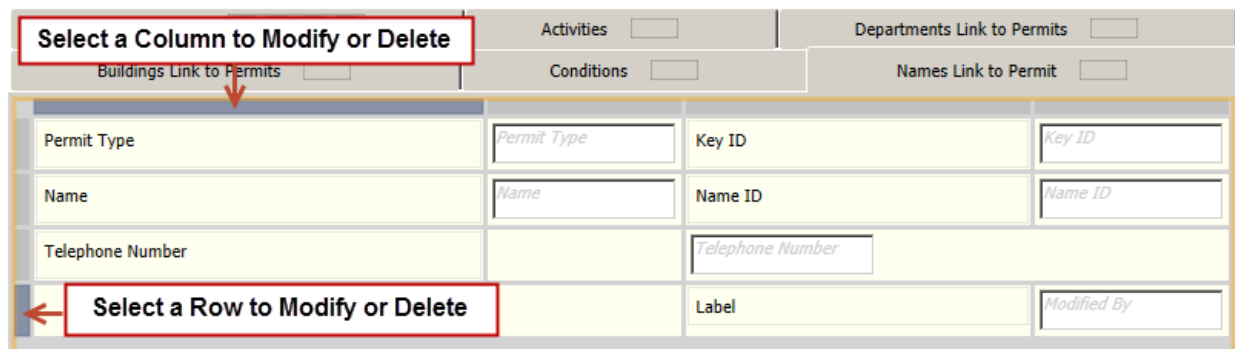 Select a Column to Modify or Delete
Activities
Departments Link to Permits
Buildings Link to Permits
Conditions
Names Link to Permit
Permit Type
Permit Type
Key ID
Key ID
Name
Name
Name ID
Name ID
Telephone Number
Telephone Number
Select a Row to Modify or Delete
Label
Modified By